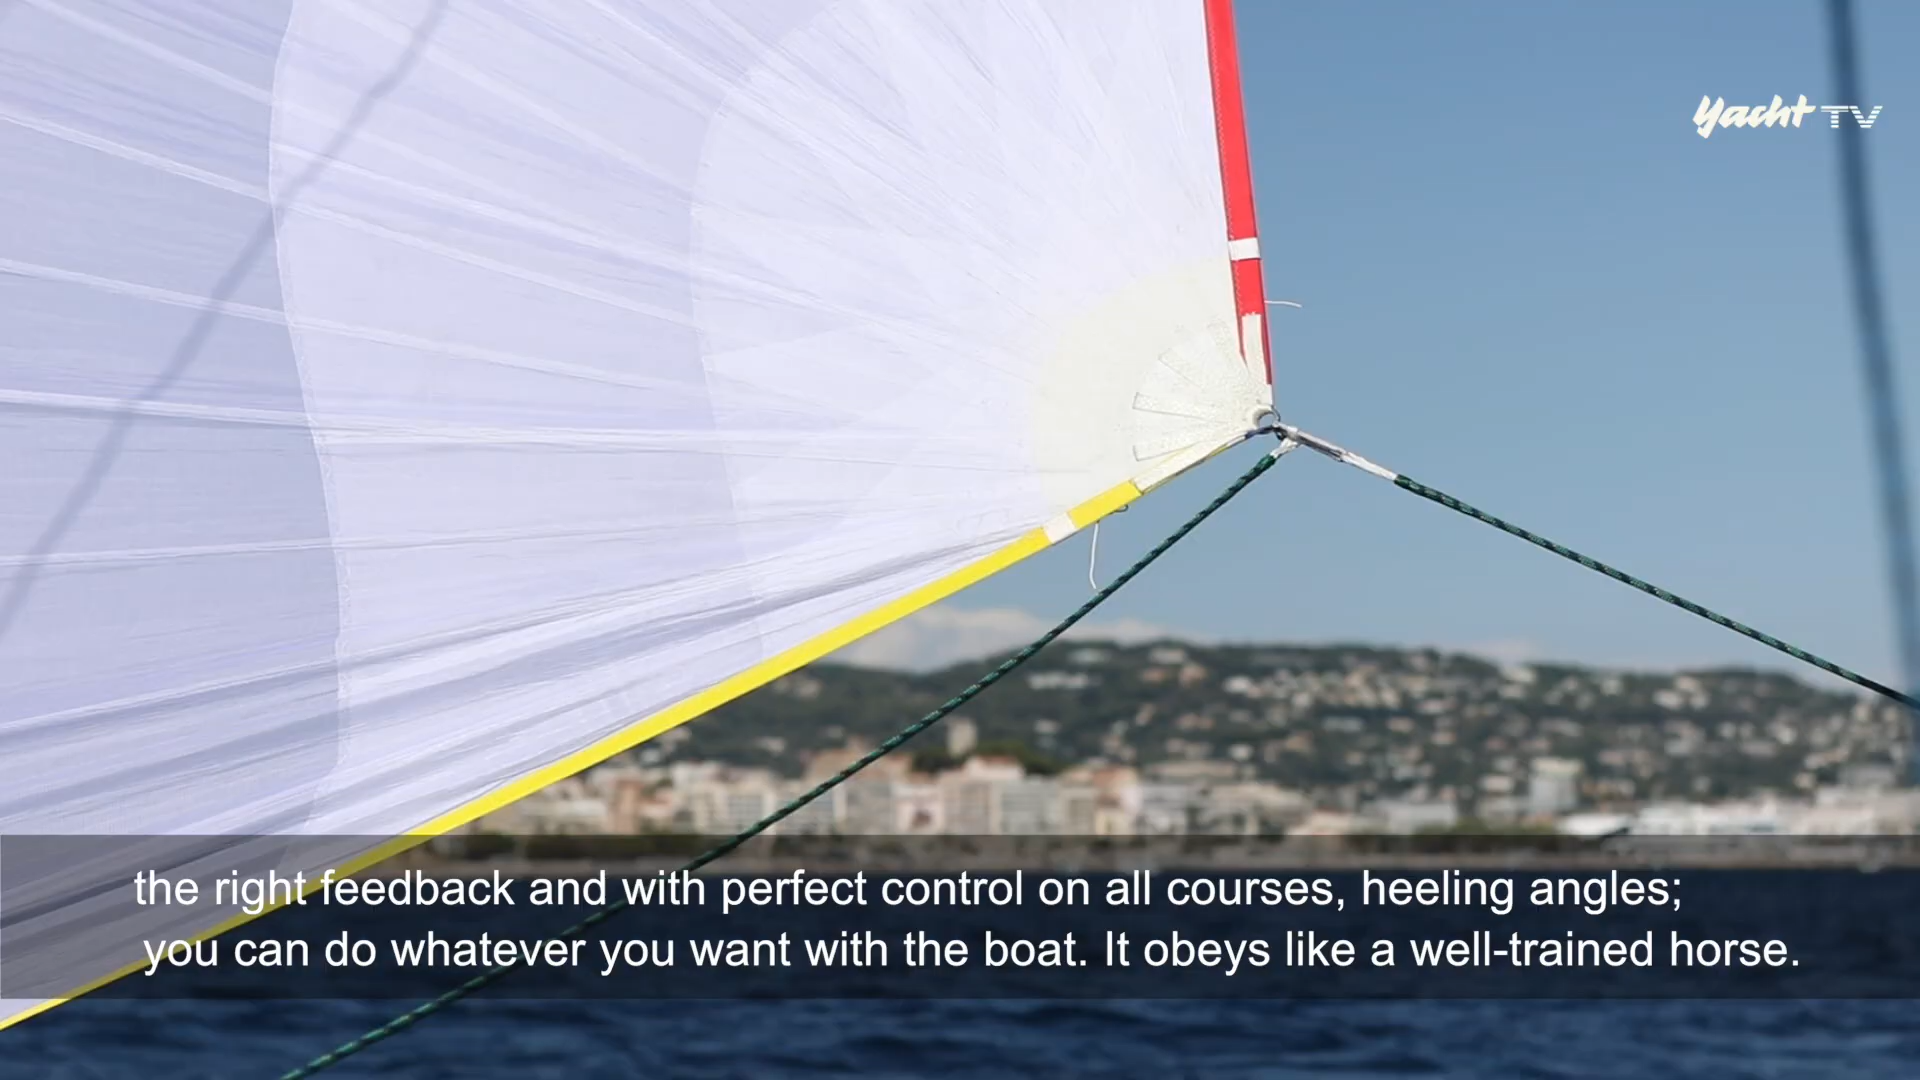 Yacht TV
the right feedback and with perfect control on all courses, heeling angles;
you can do whatever you want with the boat. It obeys like a well-trained horse.